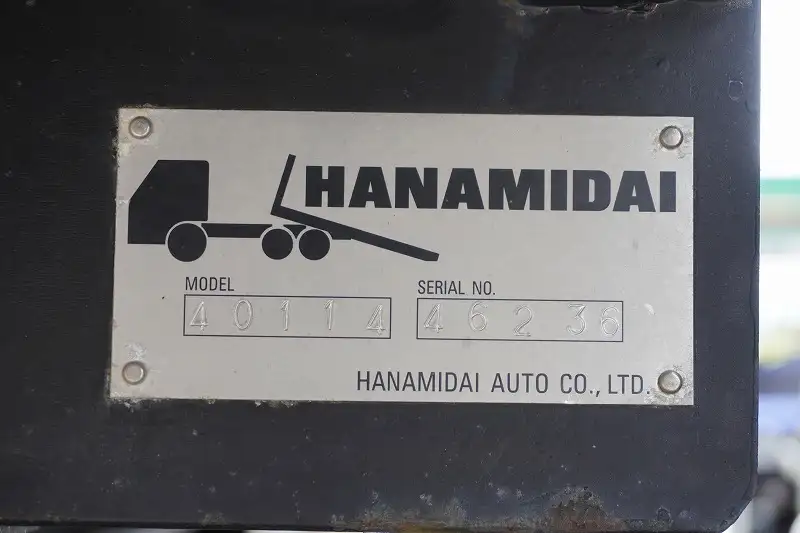 HANAMIDAI
MODEL SERIAL NO.
40114 46236
HANAMIDAI AUTO CO., LTD.